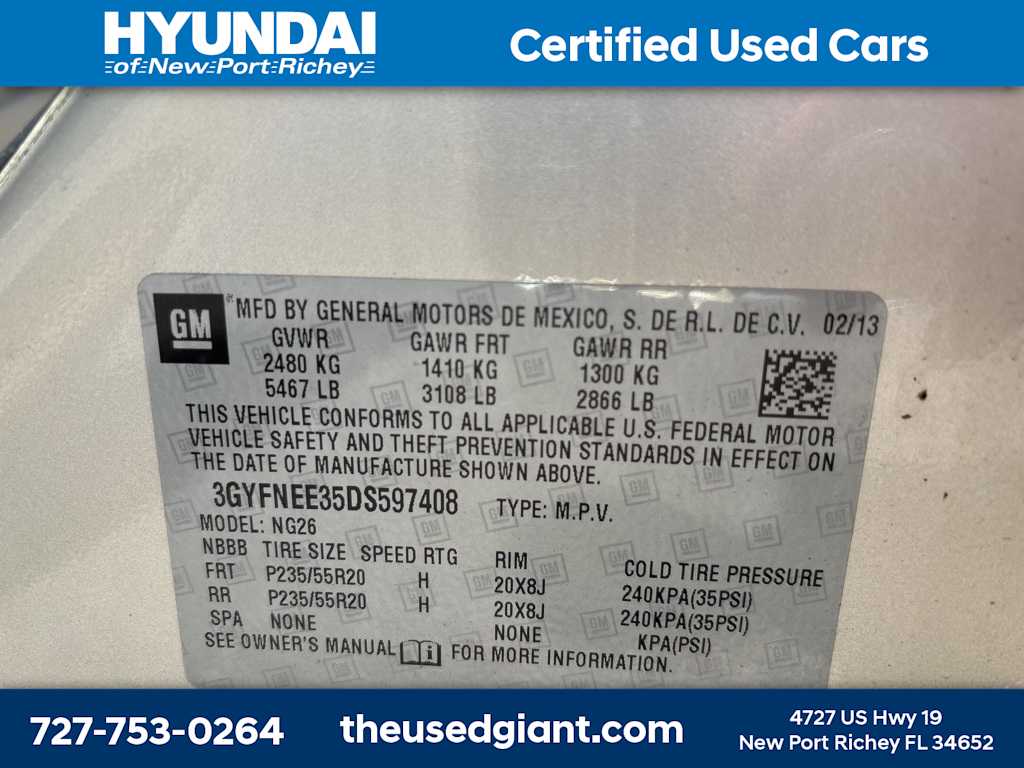 HYUNDAI
of New Port Richey
Certified Used Cars
GM
MFD BY GENERAL MOTORS DE MEXICO, S. DE R.L. DE C.V. 02/13
GVWR GAWR FRT GAWR RR
2480 KG 1410 KG 1300 KG
5467 LB 3108 LB 2866 LB
THIS VEHICLE CONFORMS TO ALL APPLICABLE U.S. FEDERAL MOTOR
VEHICLE SAFETY AND THEFT PREVENTION STANDARDS IN EFFECT ON
THE DATE OF MANUFACTURE SHOWN ABOVE.
3GYFNEE35DS597408 TYPE: M.P.V.
MODEL: NG26
NBBB TIRE SIZE SPEED RTG RIM COLD TIRE PRESSURE
FRT P235/55R20 H 20X8J 240KPA(35PSI)
RR P235/55R20 H 20X8J 240KPA(35PSI)
SPA NONE NONE KPA(PSI)
SEE OWNER'S MANUAL i FOR MORE INFORMATION.
727-753-0264
theusedgiant.com
4727 US Hwy 19
New Port Richey FL 34652